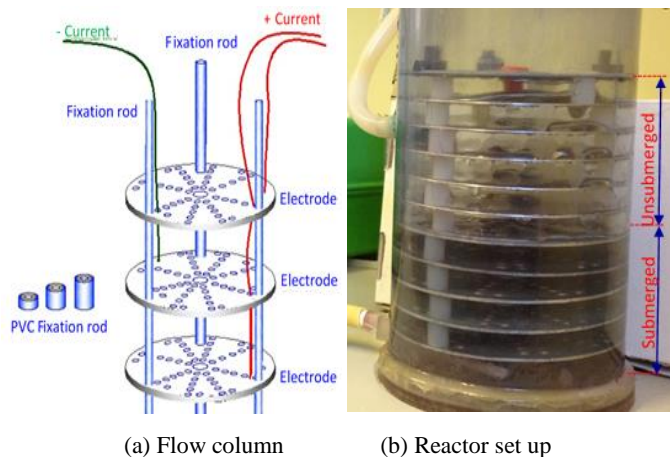 - Current
+ Current
Fixation rod
Fixation rod
Electrode
Electrode
PVC Fixation rod
Electrode
Unsubmerged
Submerged
(a) Flow column
(b) Reactor set up